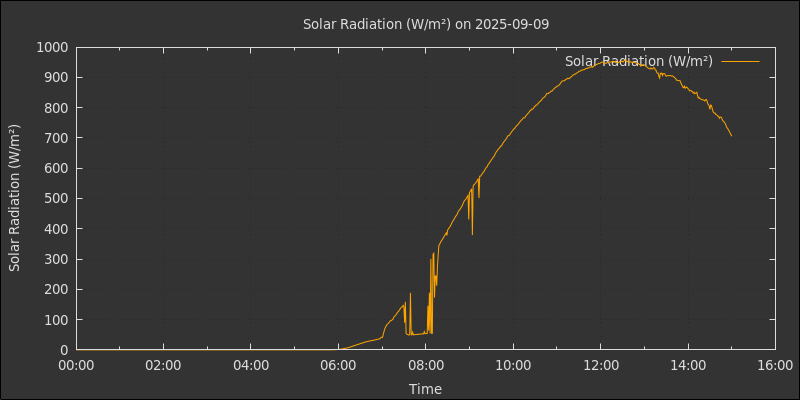 Solar Radiation (W/m²) on 2025-09-09
Solar Radiation (W/m²)
1000
900
800
700
600
500
400
300
200
100
0
Solar Radiation (W/m²)
00:00 02:00 04:00 06:00 08:00 10:00 12:00 14:00 16:00
Time